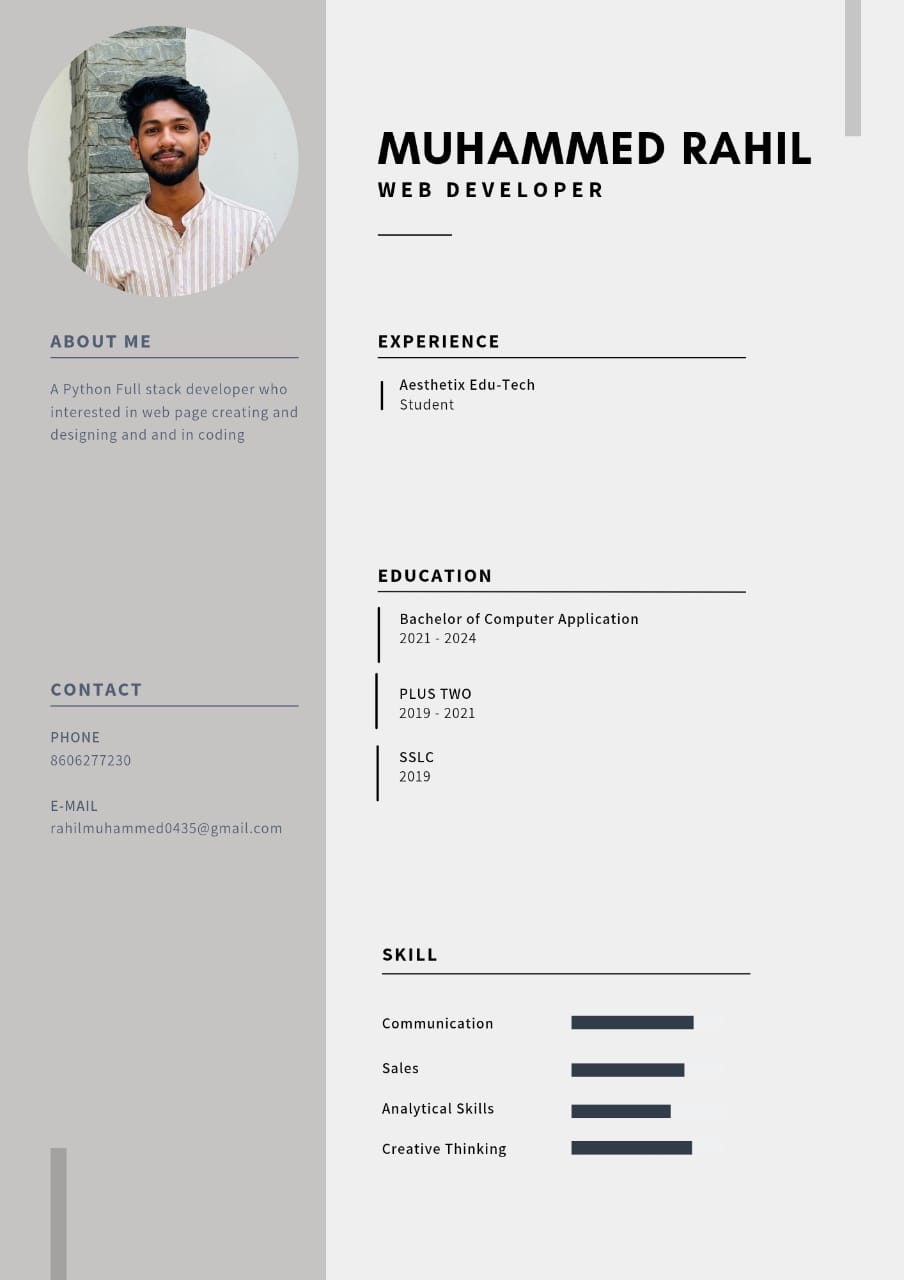 MUHAMMED RAHIL
WEB DEVELOPER
ABOUT ME
A Python Full stack developer who
interested in web page creating and
designing and and in coding
CONTACT
PHONE
8606277230
E-MAIL
rahilmuhammed0435@gmail.com
EXPERIENCE
Aesthetix Edu-Tech
Student
EDUCATION
Bachelor of Computer Application
2021 - 2024
PLUS TWO
2019 - 2021
SSLC
2019
SKILL
Communication
Sales
Analytical Skills
Creative Thinking